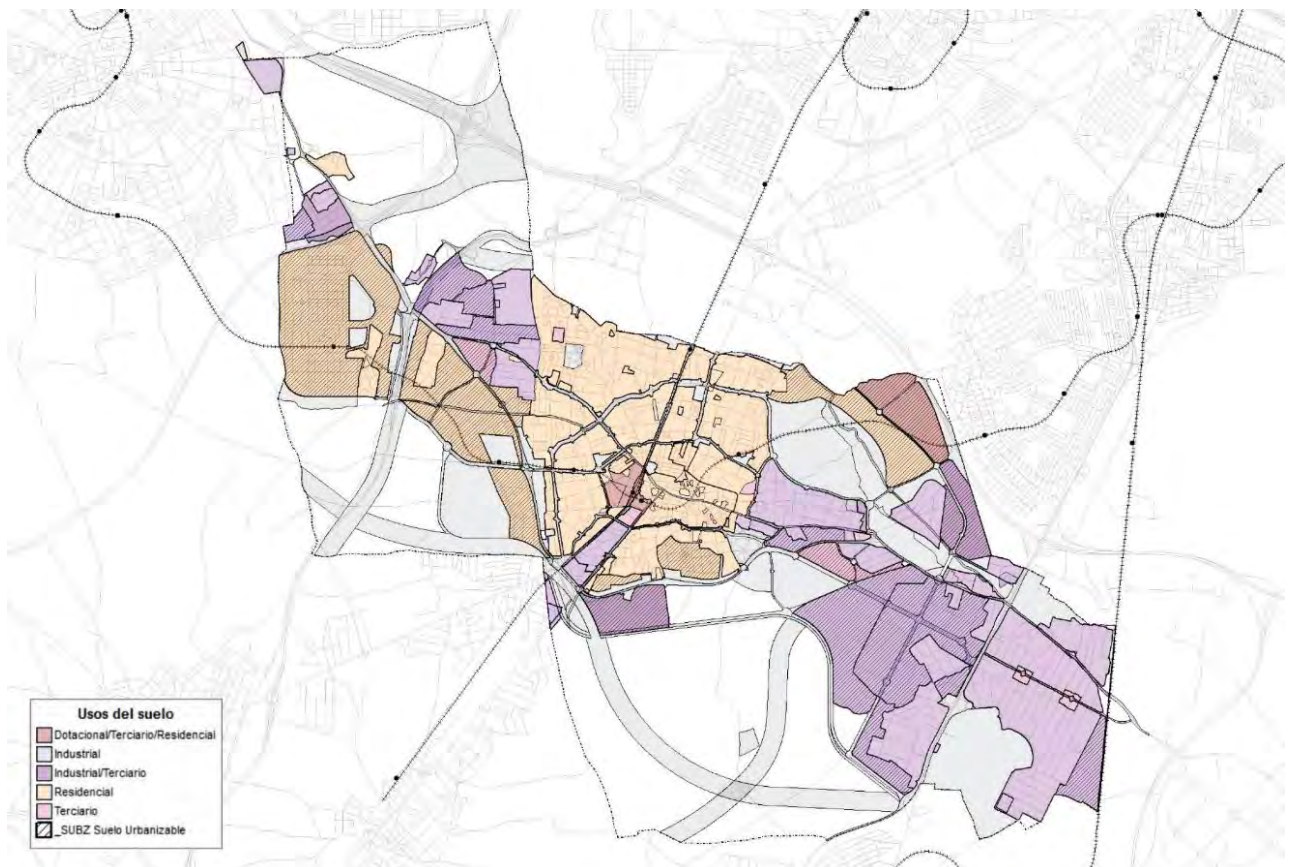 Usos del suelo
Dotacional/Terciario/Residencial
Industrial
Industrial/Terciario
Residencial
Terciario
_SUBZ Suelo Urbanizable